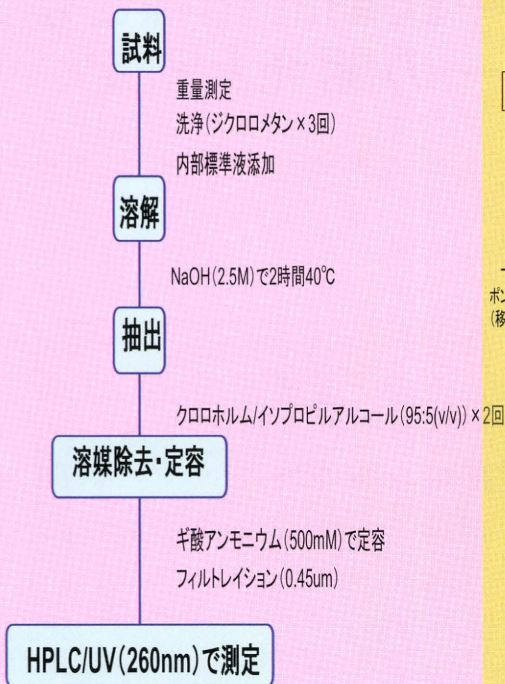 試料
重量測定
洗浄(ジクロロメタン×3回)
内部標準液添加
溶解
NaOH(2.5M)で2時間40℃
抽出
クロロホルム/イソプロピルアルコール(95:5(v/v))×2回
溶媒除去・定容
ギ酸アンモニウム(500mM)で定容
フィルトレイション(0.45um)
HPLC/UV(260nm)で測定
ポン
(移